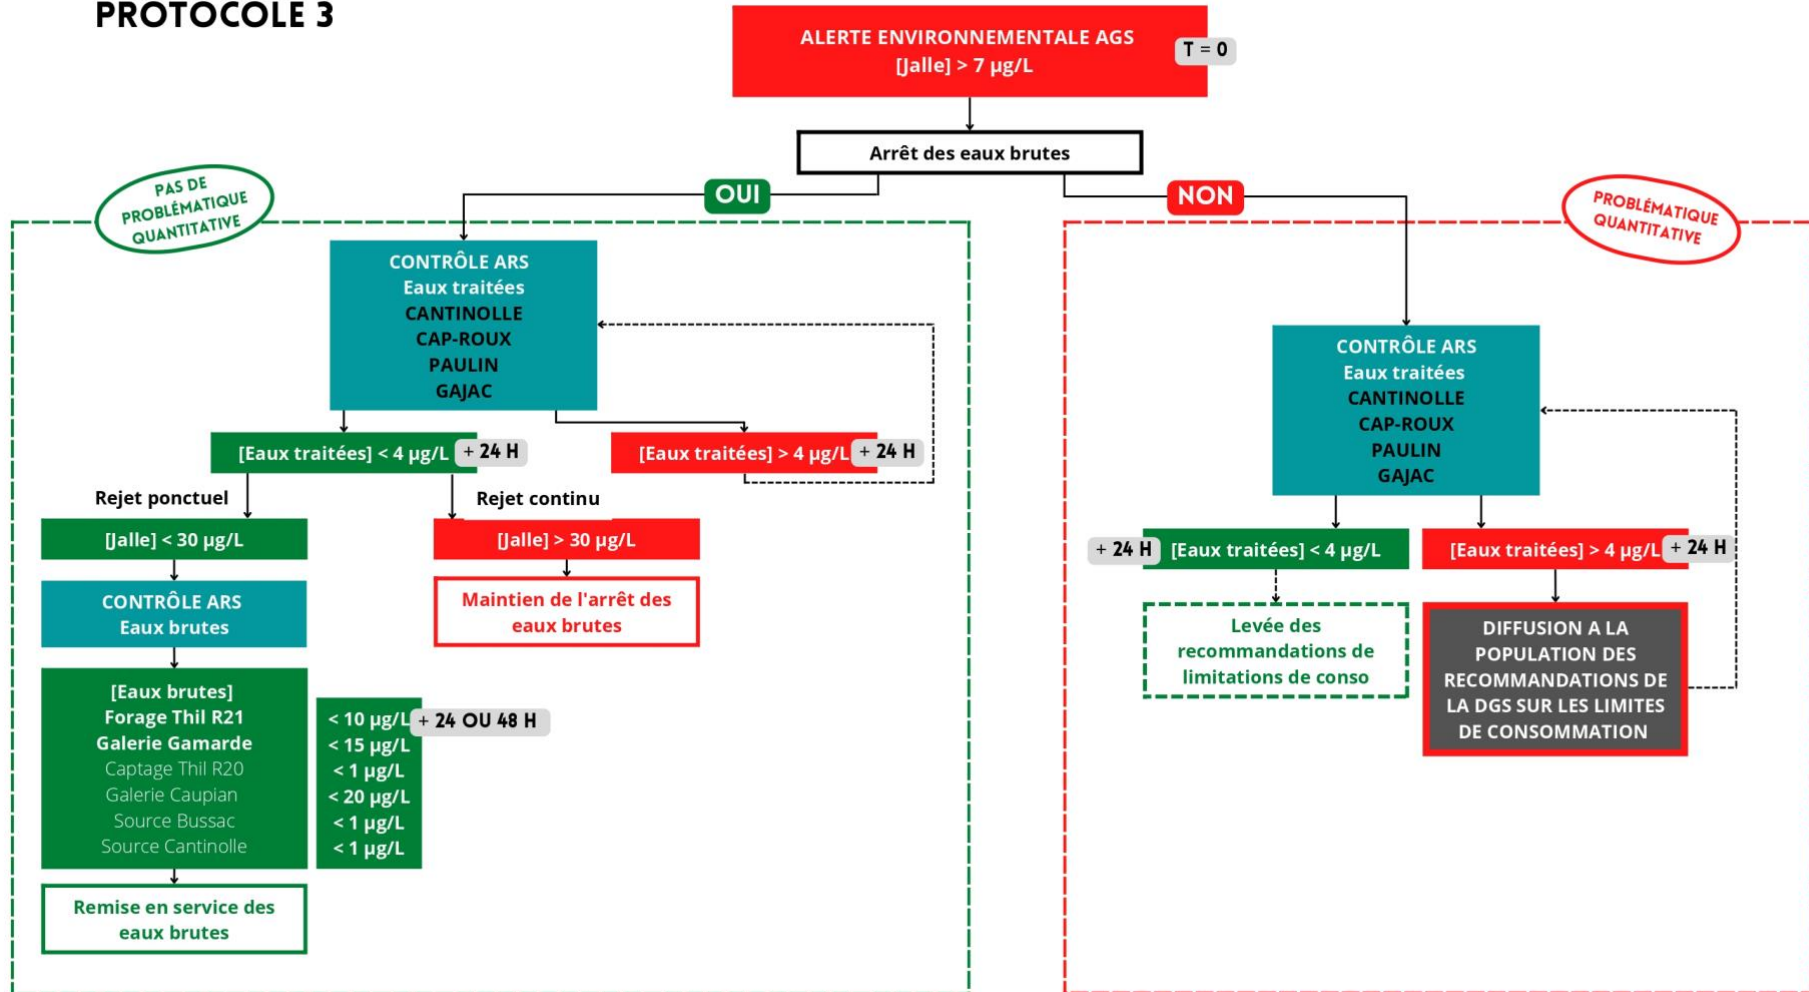 PROTOCOLE 3
ALERTE ENVIRONNEMENTALE AGS
[Jalle] > 7 µg/L
T = 0
Arrêt des eaux brutes
OUI
NON
PAS DE
PROBLÉMATIQUE
QUANTITATIVE
CONTRÔLE ARS
Eaux traitées
CANTINOLLE
CAP-ROUX
PAULIN
GAJAC
[Eaux traitées] < 4 µg/L
+ 24 H
[Eaux traitées] > 4 µg/L
+ 24 H
Rejet ponctuel
Rejet continu
[Jalle] < 30 µg/L
[Jalle] > 30 µg/L
CONTRÔLE ARS
Eaux brutes
Maintien de l'arrêt des
eaux brutes
[Eaux brutes]
Forage Thil R21
Galerie Gamarde
Captage Thil R20
Galerie Caupian
Source Bussac
Source Cantinolle
< 10 µg/L
< 15 µg/L
< 1 µg/L
< 20 µg/L
< 1 µg/L
< 1 µg/L
+ 24 OU 48 H
Remise en service des
eaux brutes
PROBLÉMATIQUE
QUANTITATIVE
CONTRÔLE ARS
Eaux traitées
CANTINOLLE
CAP-ROUX
PAULIN
GAJAC
+ 24 H
[Eaux traitées] < 4 µg/L
[Eaux traitées] > 4 µg/L
+ 24 H
Levée des
recommandations de
limitations de conso
DIFFUSION A LA
POPULATION DES
RECOMMANDATIONS DE
LA DGS SUR LES LIMITES
DE CONSOMMATION